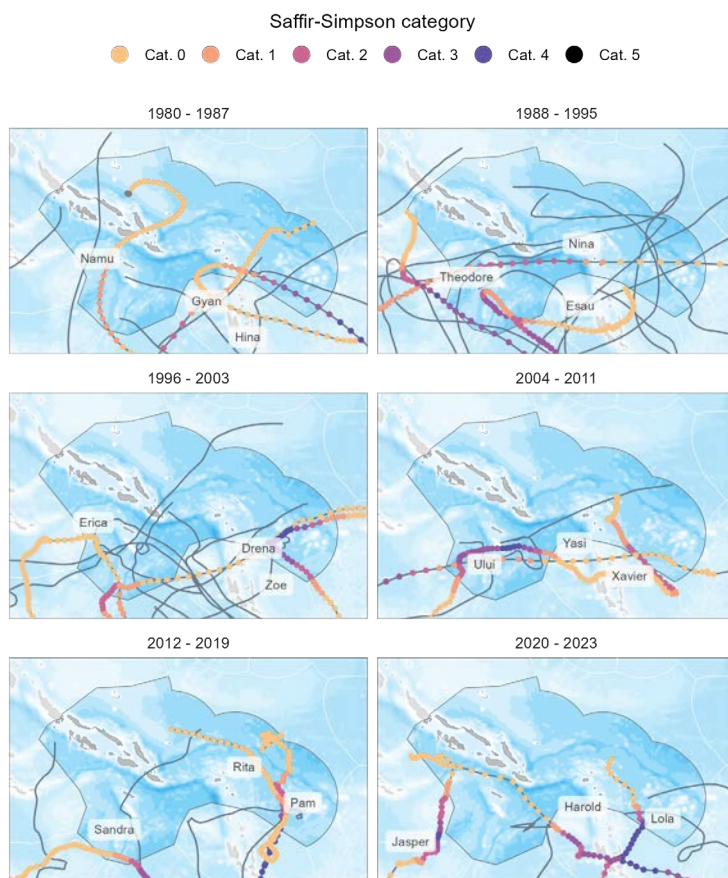 Saffir-Simpson category
Cat. 0 Cat. 1 Cat. 2 Cat. 3 Cat. 4 Cat. 5
1980 - 1987
Namu
Gyan
Hina
1988 - 1995
Nina
Theodore
Esau
1996 - 2003
Erica
Drena
Zoe
2004 - 2011
Yasi
Ului
Xavier
2012 - 2019
Rita
Pam
Sandra
2020 - 2023
Harold
Lola
Jasper